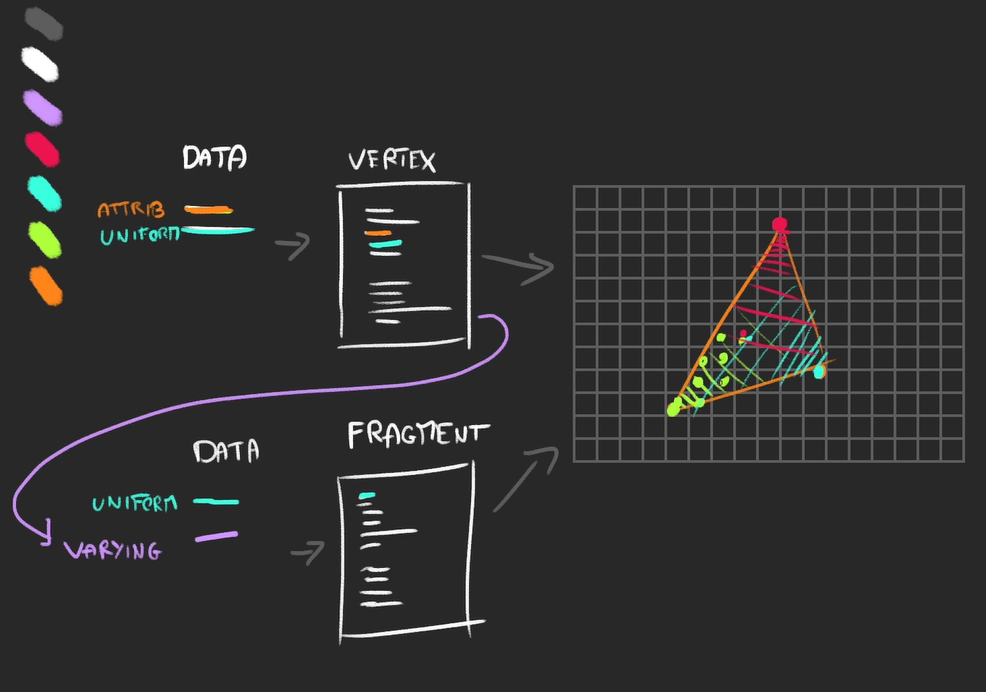 DATA
VERTEX
ATTRIB
UNIFORM
DATA
FRAGMENT
UNIFORM
VARYING